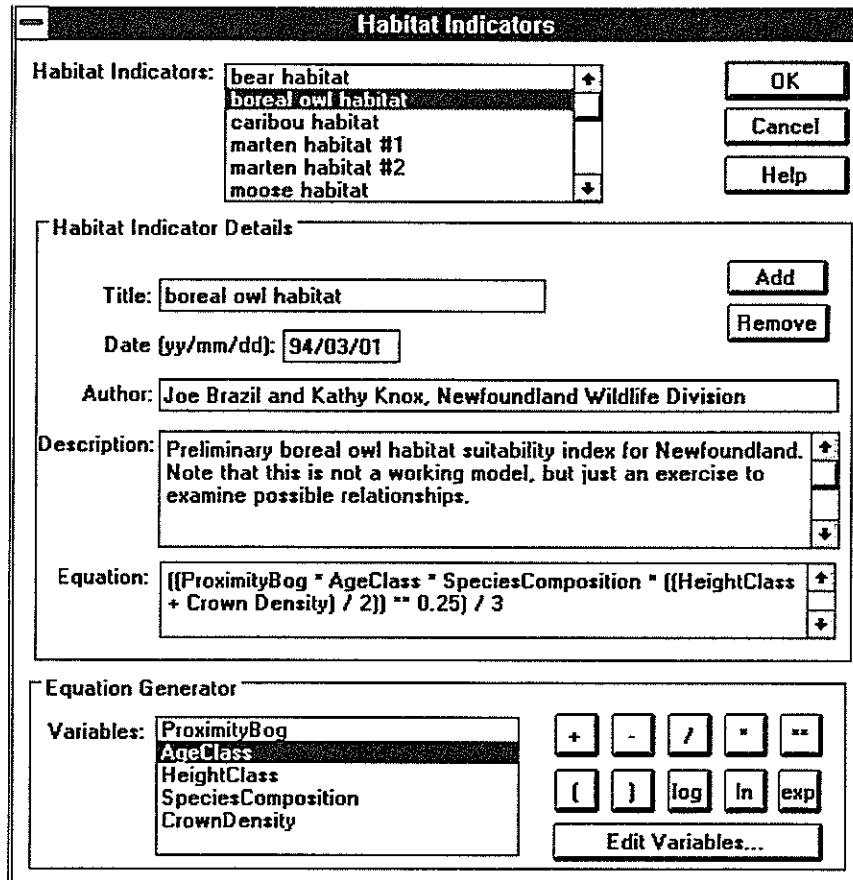 Habitat Indicators
Habitat Indicators:
bear habitat
boreal owl habitat
caribou habitat
marten habitat #1
marten habitat #2
moose habitat
OK
Cancel
Help
Habitat Indicator Details
Title: boreal owl habitat
Add
Remove
Date (yy/mm/dd): 94/03/01
Author: Joe Brazil and Kathy Knox, Newfoundland Wildlife Division
Description: Preliminary boreal owl habitat suitability index for Newfoundland.
Note that this is not a working model, but just an exercise to
examine possible relationships.
Equation: ((ProximityBog * AgeClass * SpeciesComposition * ((HeightClass
+ Crown Density) / 2)) ** 0.25) / 3
Equation Generator
Variables:
ProximityBog
AgeClass
HeightClass
SpeciesComposition
CrownDensity
+ - / * **
( ) log ln exp
Edit Variables...